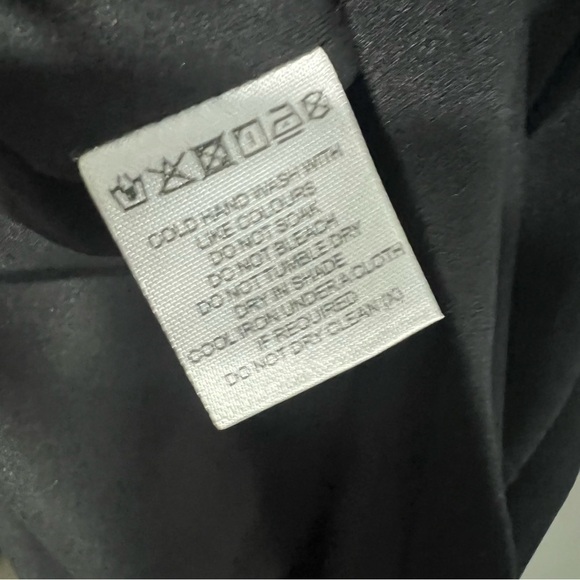 COLD HAND WASH WITH
LIKE COLOURS
DO NOT SOAK
DO NOT BLEACH
DO NOT TUMBLE DRY
DRY IN SHADE
COOL IRON UNDER A CLOTH
IF REQUIRED
DO NOT DRY CLEAN